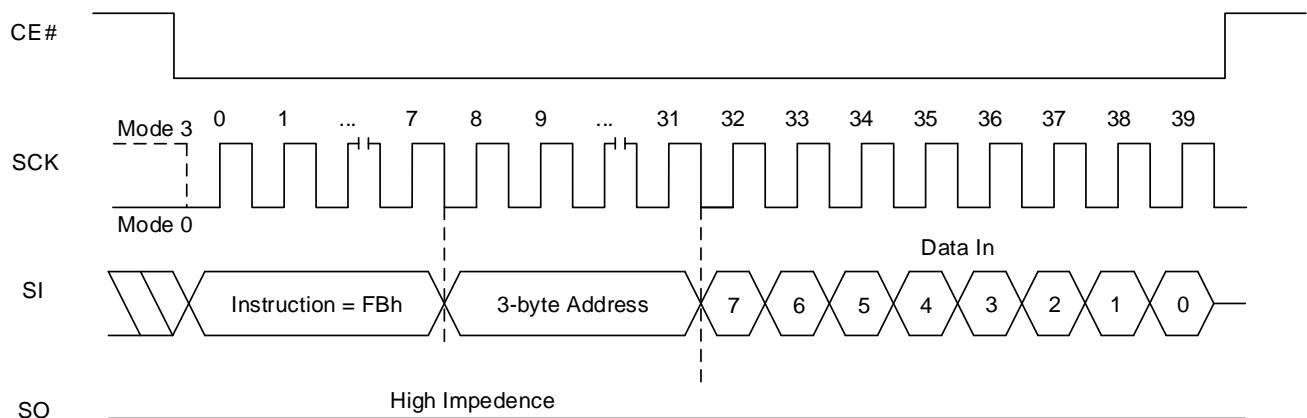 CE#
0 1 ... 7 8 9 ... 31 32 33 34 35 36 37 38 39
Mode 3
SCK
Mode 0
Data In
SI
Instruction = FBh 3-byte Address 7 6 5 4 3 2 1 0
High Impedence
SO